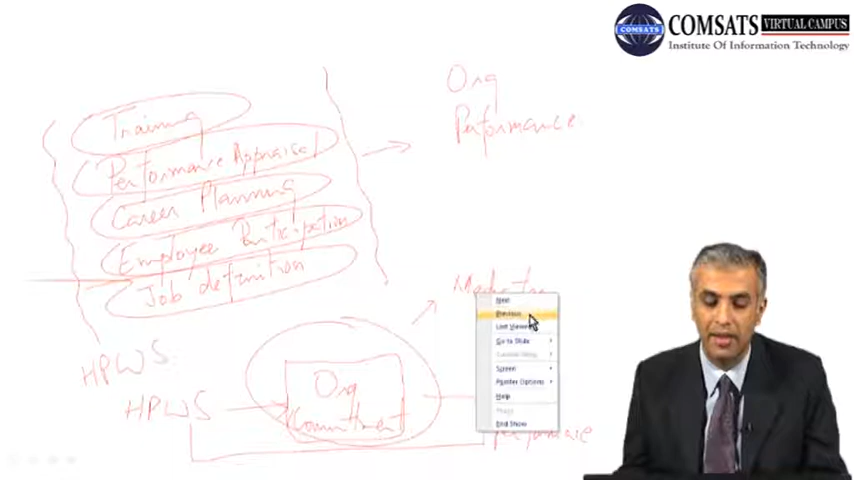 COMSATS VIRTUAL CAMPUS
Institute Of Information Technology
Org
Performance
Training
Performance Appraisal
Career Planning
Employee Participation
Job definition
HPWS
HPWS
Org
Commitment
Next
Previous
Last Viewed
Go to Slide
Screen
Pointer Options
Help
End Show